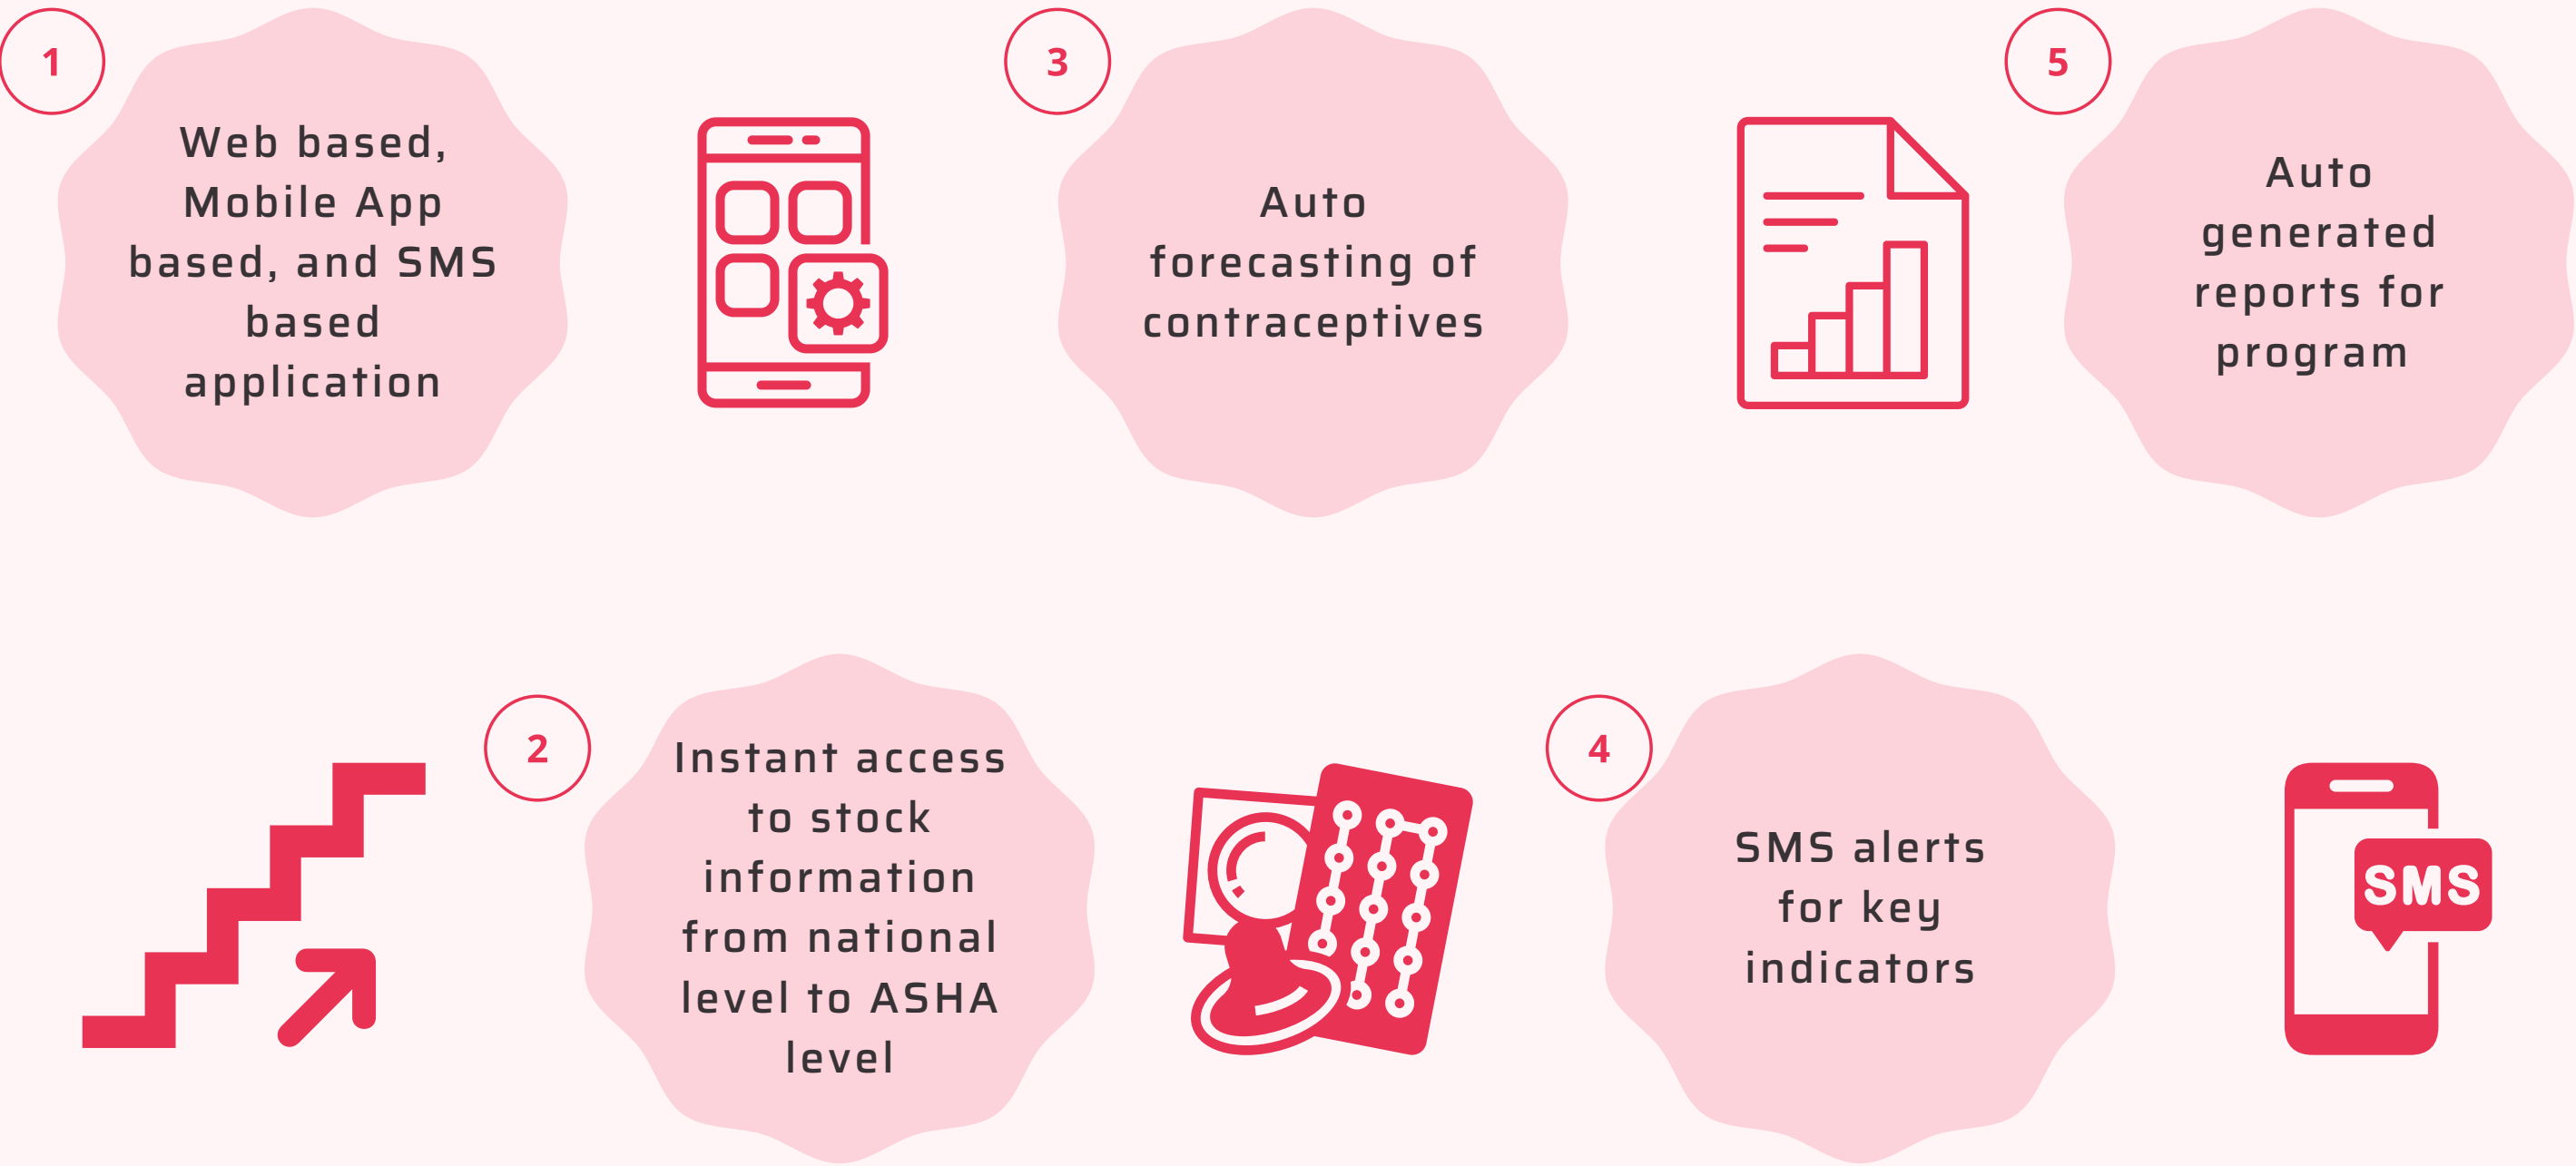 1
Web based,
Mobile App
based, and SMS
based
application
2
Instant access
to stock
information
from national
level to ASHA
level
3
Auto
forecasting of
contraceptives
4
SMS alerts
for key
indicators
SMS
5
Auto
generated
reports for
program